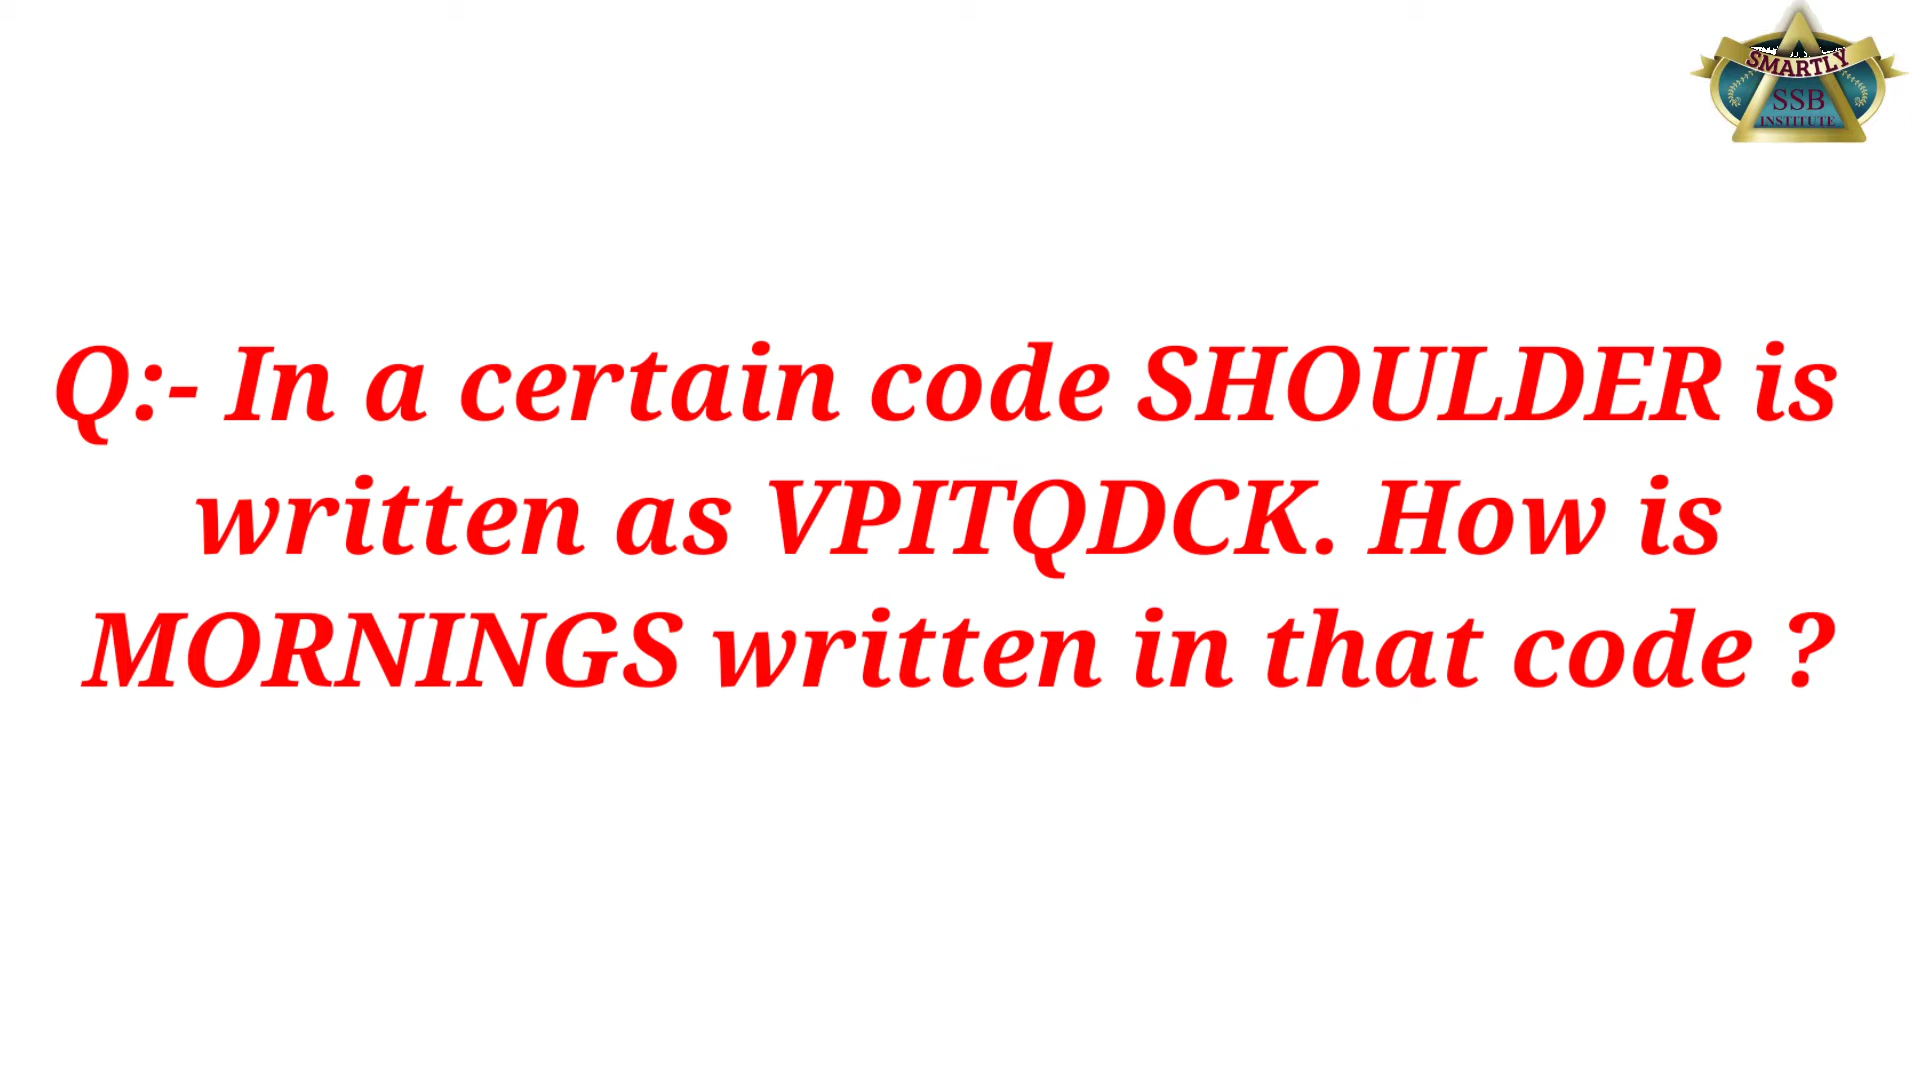 SMARTLY
SSB
INSTITUTE
Q:- In a certain code SHOULDER is
written as VPITQDCK. How is
MORNINGS written in that code ?